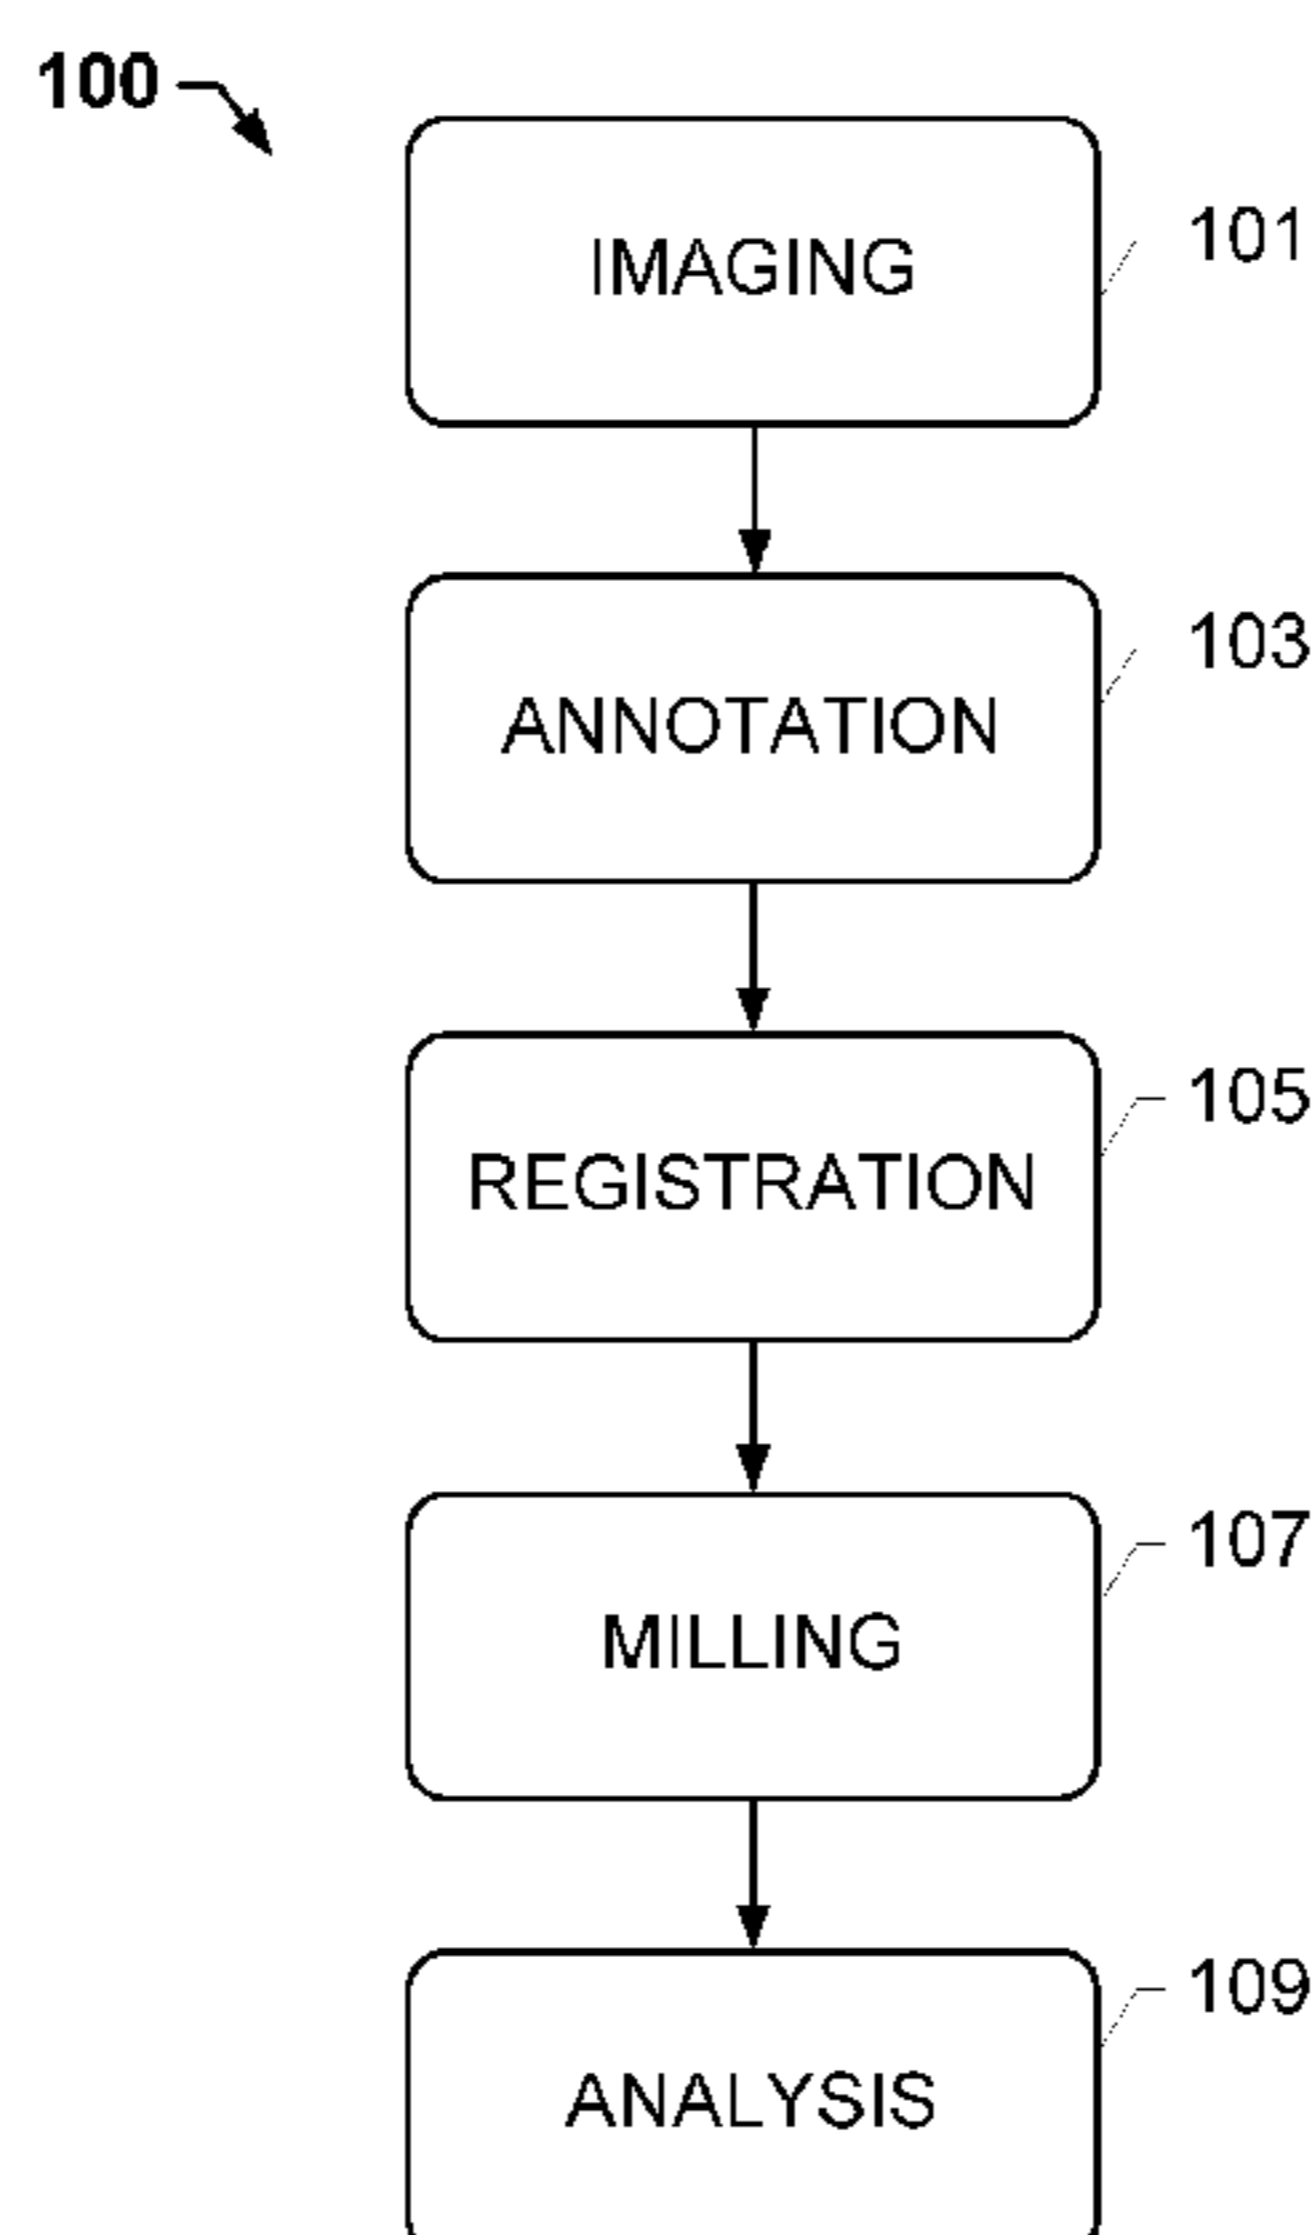 100
IMAGING
101
ANNOTATION
103
REGISTRATION
105
MILLING
107
ANALYSIS
109